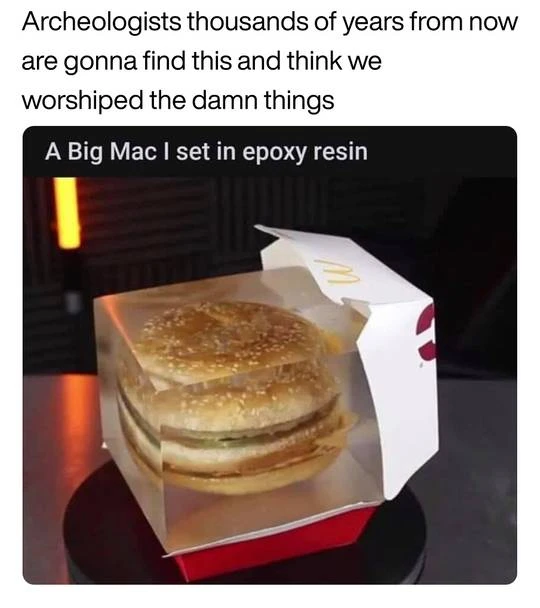 Archeologists thousands of years from now
are gonna find this and think we
worshiped the damn things
A Big Mac I set in epoxy resin